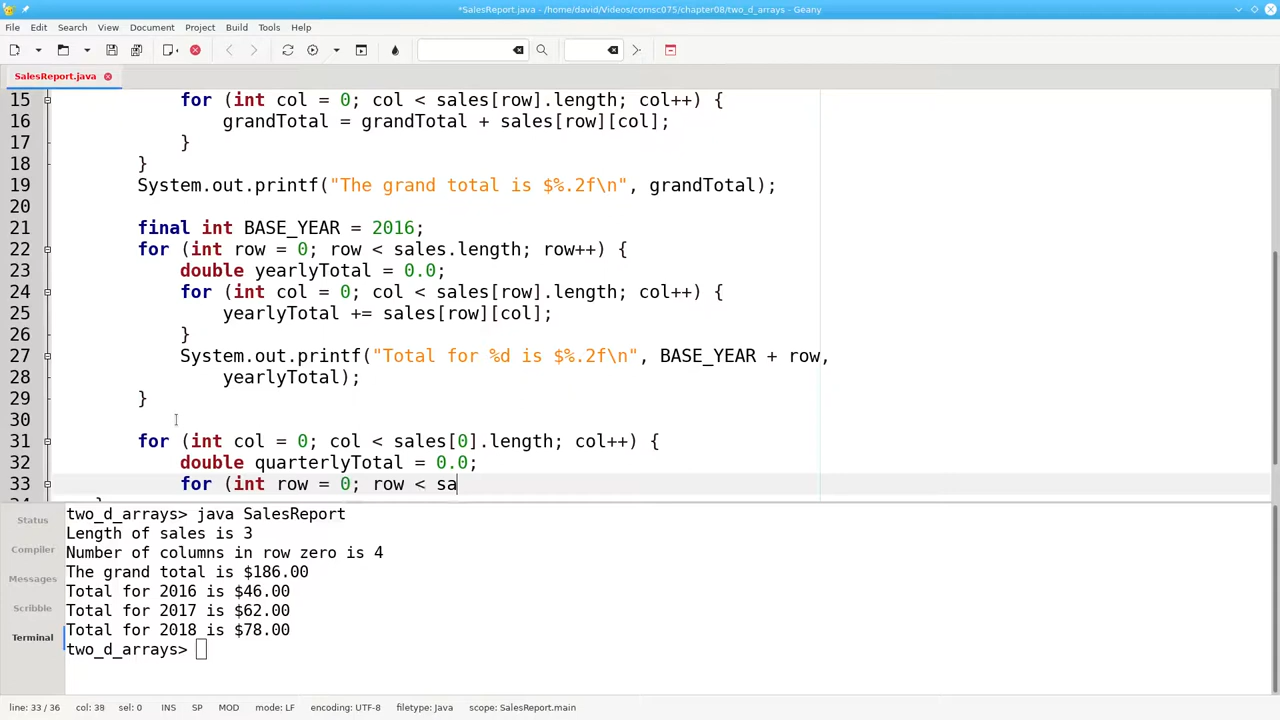 *SalesReport.java - /home/david/Videos/comsc075/chapter08/two_d_arrays - Geany
File Edit Search View Document Project Build Tools Help
SalesReport.java
15 for (int col = 0; col < sales[row].length; col++) {
16 grandTotal = grandTotal + sales[row][col];
17 }
18 }
19 System.out.printf("The grand total is $%.2f\n", grandTotal);
20
21 final int BASE_YEAR = 2016;
22 for (int row = 0; row < sales.length; row++) {
23 double yearlyTotal = 0.0;
24 for (int col = 0; col < sales[row].length; col++) {
25 yearlyTotal += sales[row][col];
26 }
27 System.out.printf("Total for %d is $%.2f\n", BASE_YEAR + row,
28 yearlyTotal);
29 }
30
31 for (int col = 0; col < sales[0].length; col++) {
32 double quarterlyTotal = 0.0;
33 for (int row = 0; row < sa
Status
Compiler
Messages
Scribble
Terminal
two_d_arrays> java SalesReport
Length of sales is 3
Number of columns in row zero is 4
The grand total is $186.00
Total for 2016 is $46.00
Total for 2017 is $62.00
Total for 2018 is $78.00
two_d_arrays>
line: 33 / 36 col: 38 sel: 0 INS SP MOD mode: LF encoding: UTF-8 filetype: Java scope: SalesReport.main